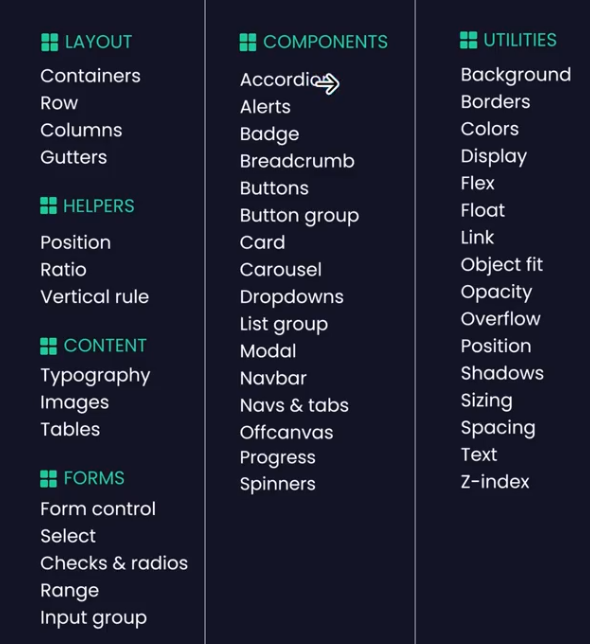 LAYOUT
Containers
Row
Columns
Gutters
HELPERS
Position
Ratio
Vertical rule
CONTENT
Typography
Images
Tables
FORMS
Form control
Select
Checks & radios
Range
Input group
COMPONENTS
Accordion
Alerts
Badge
Breadcrumb
Buttons
Button group
Card
Carousel
Dropdowns
List group
Modal
Navbar
Navs & tabs
Offcanvas
Progress
Spinners
UTILITIES
Background
Borders
Colors
Display
Flex
Float
Link
Object fit
Opacity
Overflow
Position
Shadows
Sizing
Spacing
Text
Z-index